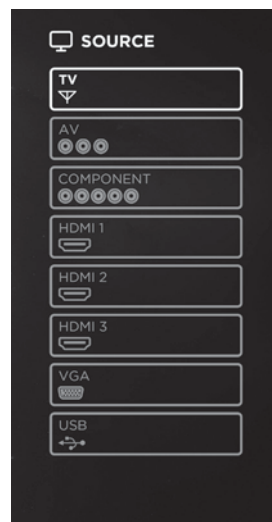 SOURCE
TV
AV
COMPONENT
HDMI 1
HDMI 2
HDMI 3
VGA
USB